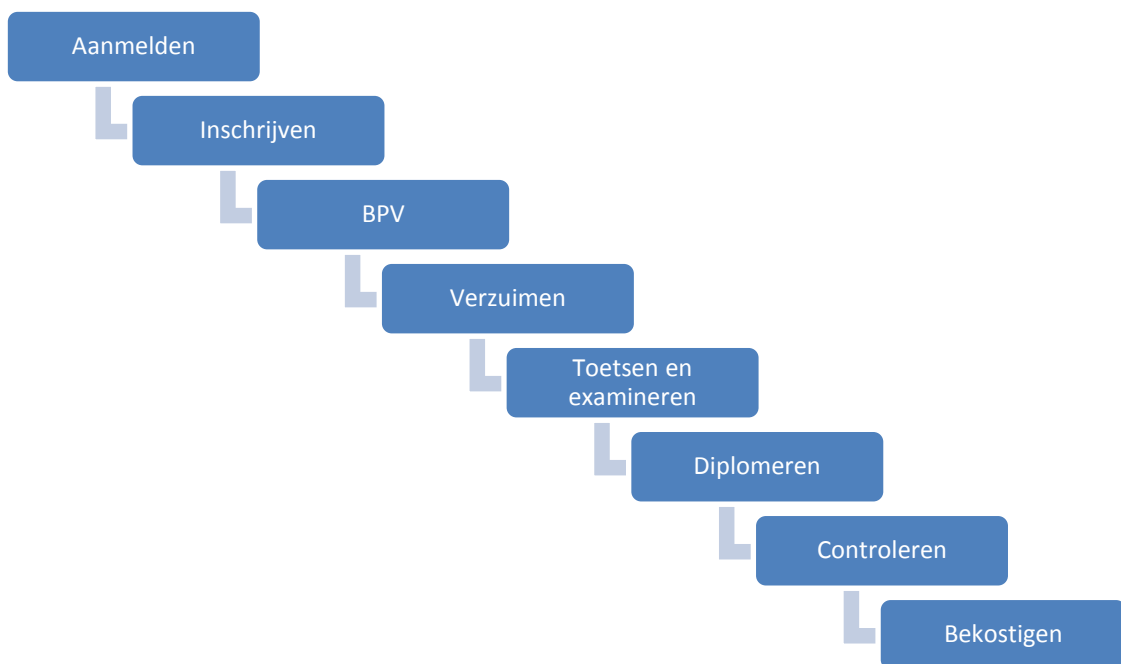 Aanmelden
Inschrijven
BPV
Verzuimen
Toetsen en
examineren
Diplomeren
Controleren
Bekostigen